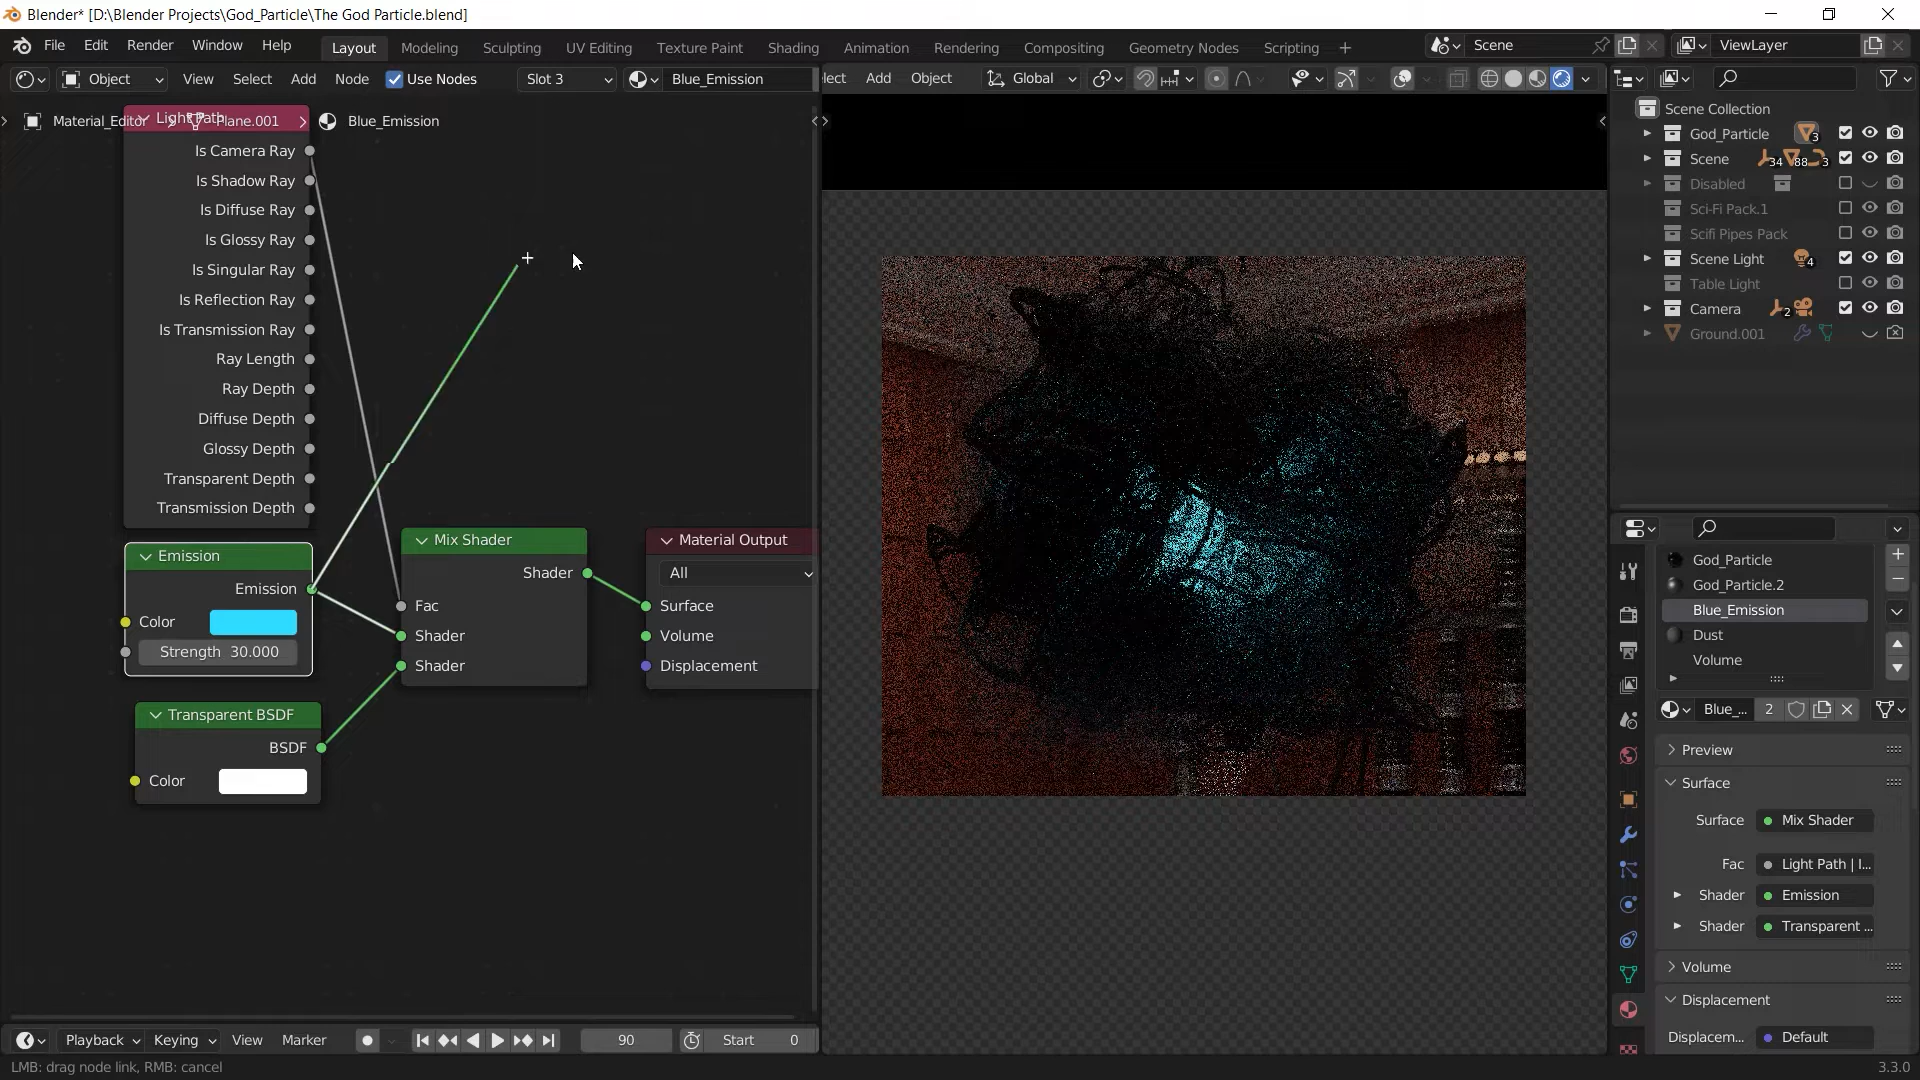 Blender* [D:\Blender Projects\God_Particle\The God Particle.blend]
File Edit Render Window Help Layout Modeling Sculpting UV Editing Texture Paint Shading Animation Rendering Compositing Geometry Nodes Scripting + Scene ViewLayer
Object View Select Add Node Use Nodes Slot 3 Blue_Emission
lect Add Object Global
Material_Editor Plane.001 Blue_Emission
Light Path
Is Camera Ray
Is Shadow Ray
Is Diffuse Ray
Is Glossy Ray
Is Singular Ray
Is Reflection Ray
Is Transmission Ray
Ray Length
Ray Depth
Diffuse Depth
Glossy Depth
Transparent Depth
Transmission Depth
Emission
Emission
Color
Strength 30.000
Transparent BSDF
BSDF
Color
Mix Shader
Shader
Fac
Shader
Shader
Material Output
All
Surface
Volume
Displacement
Scene Collection
God_Particle 3
Scene 34 88 3
Disabled
Sci-Fi Pack.1
Scifi Pipes Pack
Scene Light 4
Table Light
Camera 2
Ground.001
God_Particle
God_Particle.2
Blue_Emission
Dust
Volume
Blue_... 2
Preview
Surface
Surface Mix Shader
Fac Light Path | I...
Shader Emission
Shader Transparent ...
Volume
Displacement
Displacem... Default
Playback Keying View Marker 90 Start 0
LMB: drag node link, RMB: cancel
3.3.0